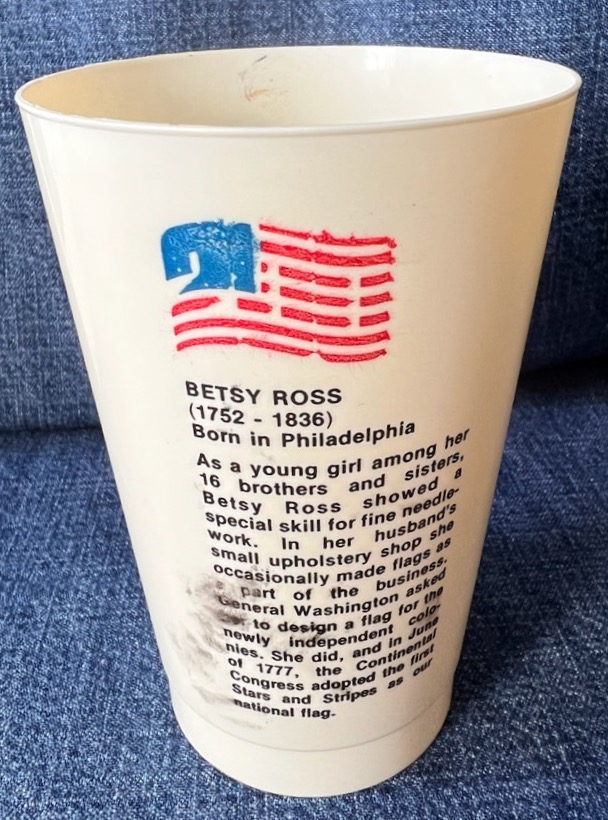 BETSY ROSS
(1752 - 1836)
Born in Philadelphia
As a young girl among her
16 brothers and sisters,
Betsy Ross showed a
special skill for fine needle-
work. In her husband's
small upholstery shop she
occasionally made flags as
a part of the business.
General Washington asked
to design a flag for the
newly independent colo-
nies. She did, and in June
of 1777, the Continental
Congress adopted the first
Stars and Stripes as our
national flag.